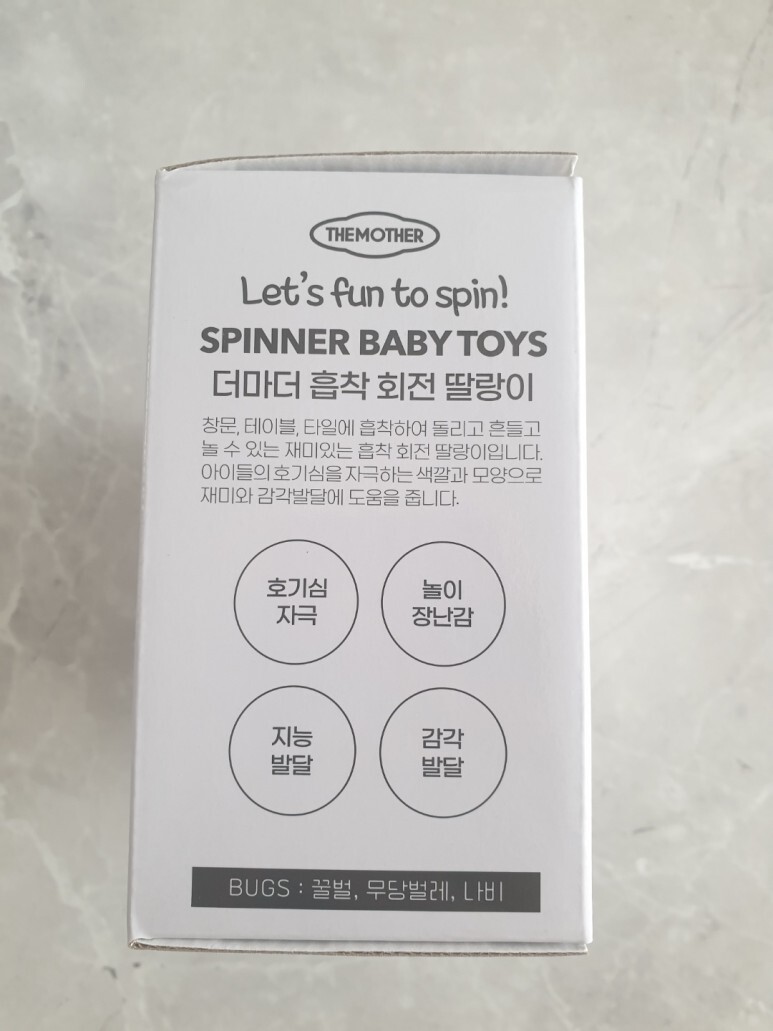 THEMOTHER
Let's fun to spin!
SPINNER BABY TOYS
더마더 흡착 회전 딸랑이
창문, 테이블, 타일에 흡착하여 돌리고 흔들고
놀 수 있는 재미있는 흡착 회전 딸랑이입니다.
아이들의 호기심을 자극하는 색깔과 모양으로
재미와 감각발달에 도움을 줍니다.
호기심
자극
놀이
장난감
지능
발달
감각
발달
BUGS : 꿀벌, 무당벌레, 나비